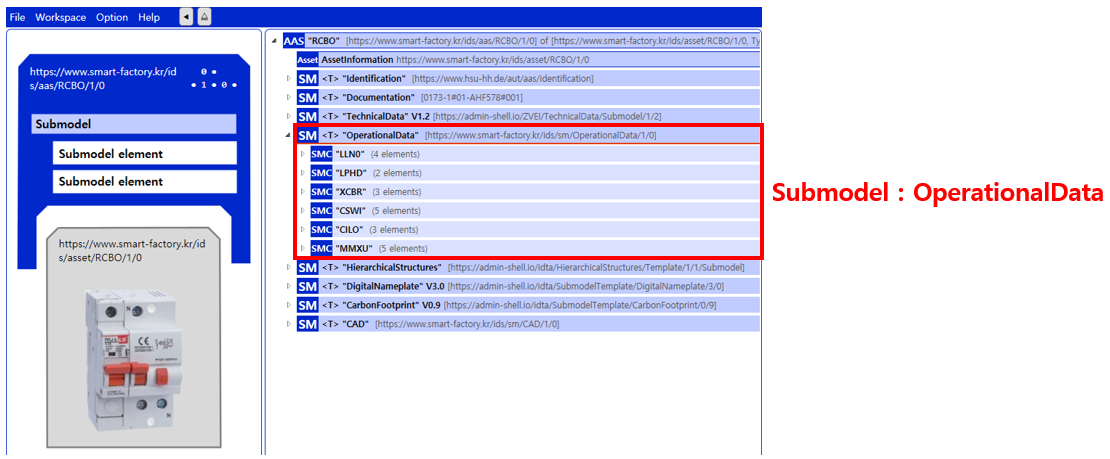 File Workspace Option Help
https://www.smart-factory.kr/id
s/aas/RCBO/1/0
Submodel
Submodel element
Submodel element
https://www.smart-factory.kr/id
s/asset/RCBO/1/0
CE
N
N
AAS "RCBO" [https://www.smart-factory.kr/ids/aas/RCBO/1/0] of [https://www.smart-factory.kr/ids/asset/RCBO/1/0, Ty
Asset AssetInformation https://www.smart-factory.kr/ids/asset/RCBO/1/0
SM <T> "Identification" [https://www.hsu-hh.de/aut/aas/identification]
SM <T> "Documentation" [0173-1#01-AHF578#001]
SM <T> "TechnicalData" V1.2 [https://admin-shell.io/ZVEI/TechnicalData/Submodel/1/2]
SM <T> "OperationalData" [https://www.smart-factory.kr/ids/sm/OperationalData/1/0]
SMC "LLN0" (4 elements)
SMC "LPHD" (2 elements)
SMC "XCBR" (3 elements)
SMC "CSWI" (5 elements)
SMC "CILO" (3 elements)
SMC "MMXU" (5 elements)
SM <T> "HierarchicalStructures" [https://admin-shell.io/idta/HierarchicalStructures/Template/1/1/Submodel]
SM <T> "DigitalNameplate" V3.0 [https://admin-shell.io/idta/SubmodelTemplate/DigitalNameplate/3/0]
SM <T> "CarbonFootprint" V0.9 [https://admin-shell.io/idta/SubmodelTemplate/CarbonFootprint/0/9]
SM <T> "CAD" [https://www.smart-factory.kr/ids/sm/CAD/1/0]
Submodel : OperationalData